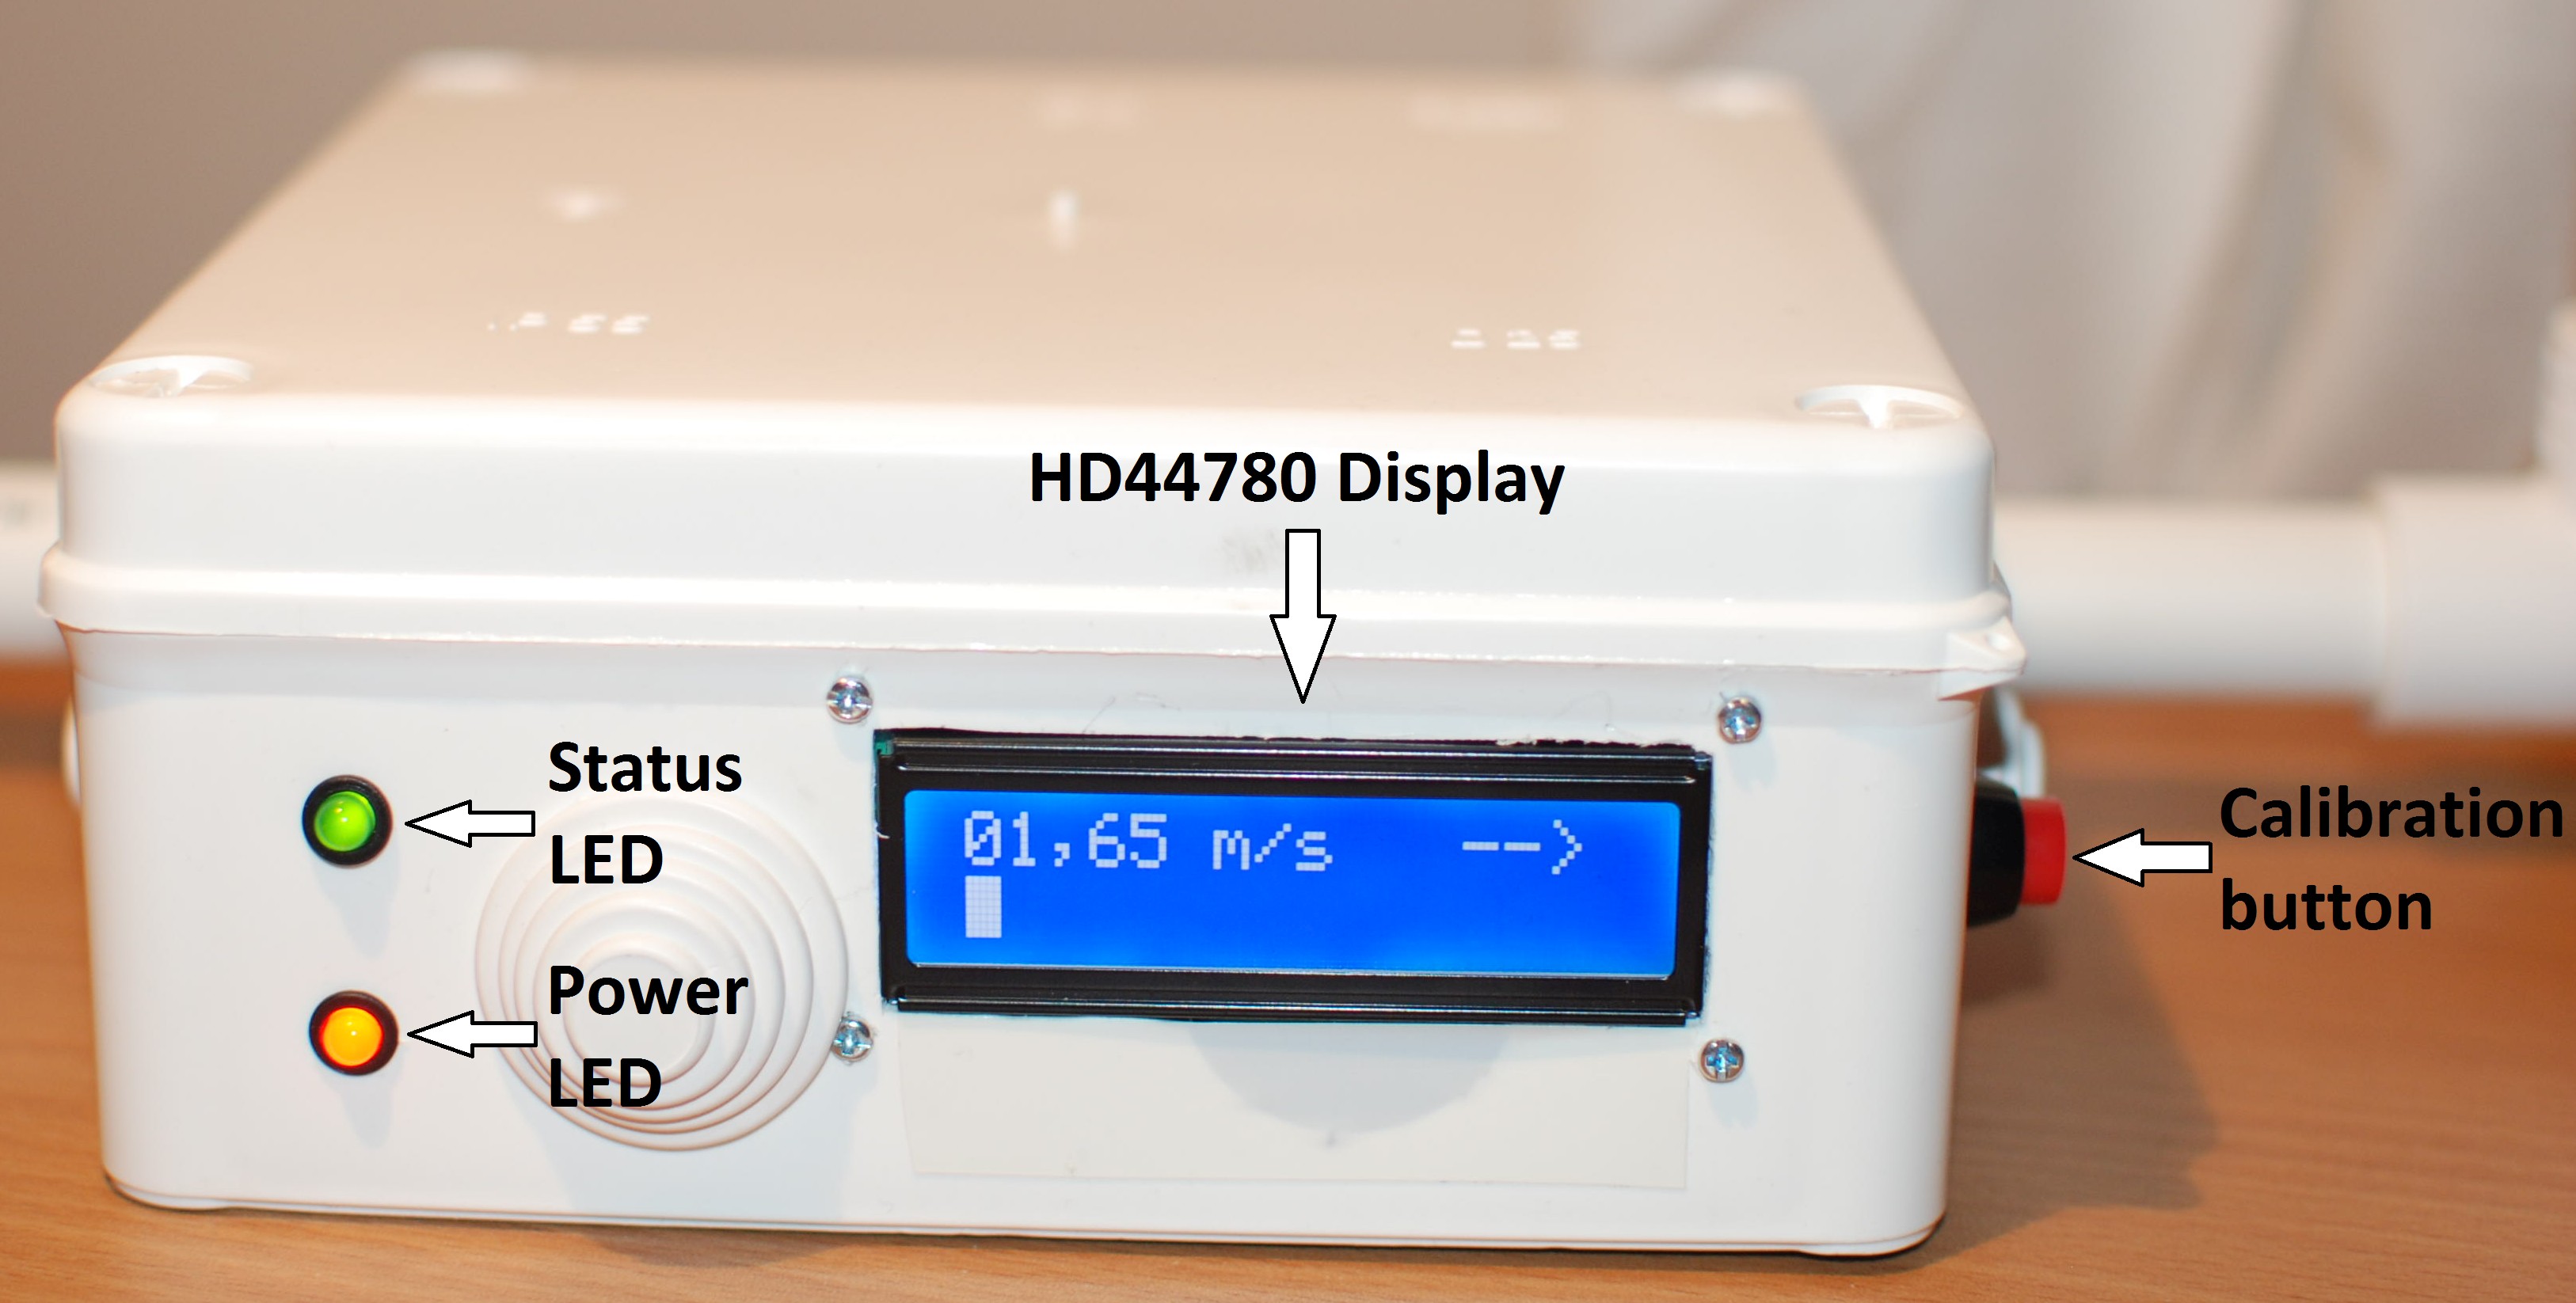 HD44780 Display
Status
LED
01,65 m/s -->
Calibration
button
Power
LED